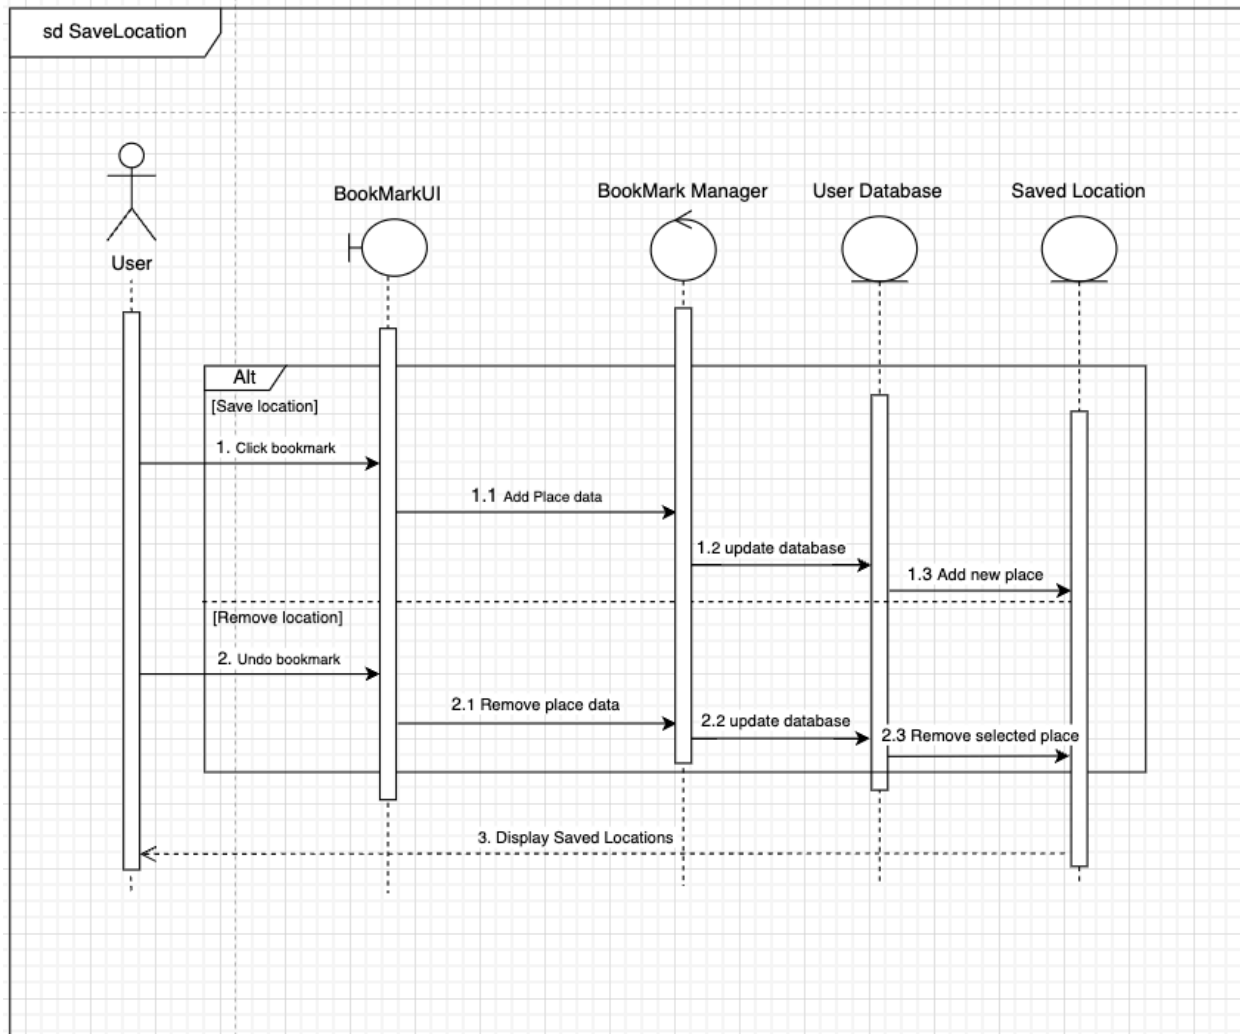 sd SaveLocation
BookMarkUI
BookMark Manager
User Database
Saved Location
User
Alt
[Save location]
1. Click bookmark
1.1 Add Place data
1.2 update database
1.3 Add new place
[Remove location]
2. Undo bookmark
2.1 Remove place data
2.2 update database
2.3 Remove selected place
3. Display Saved Locations